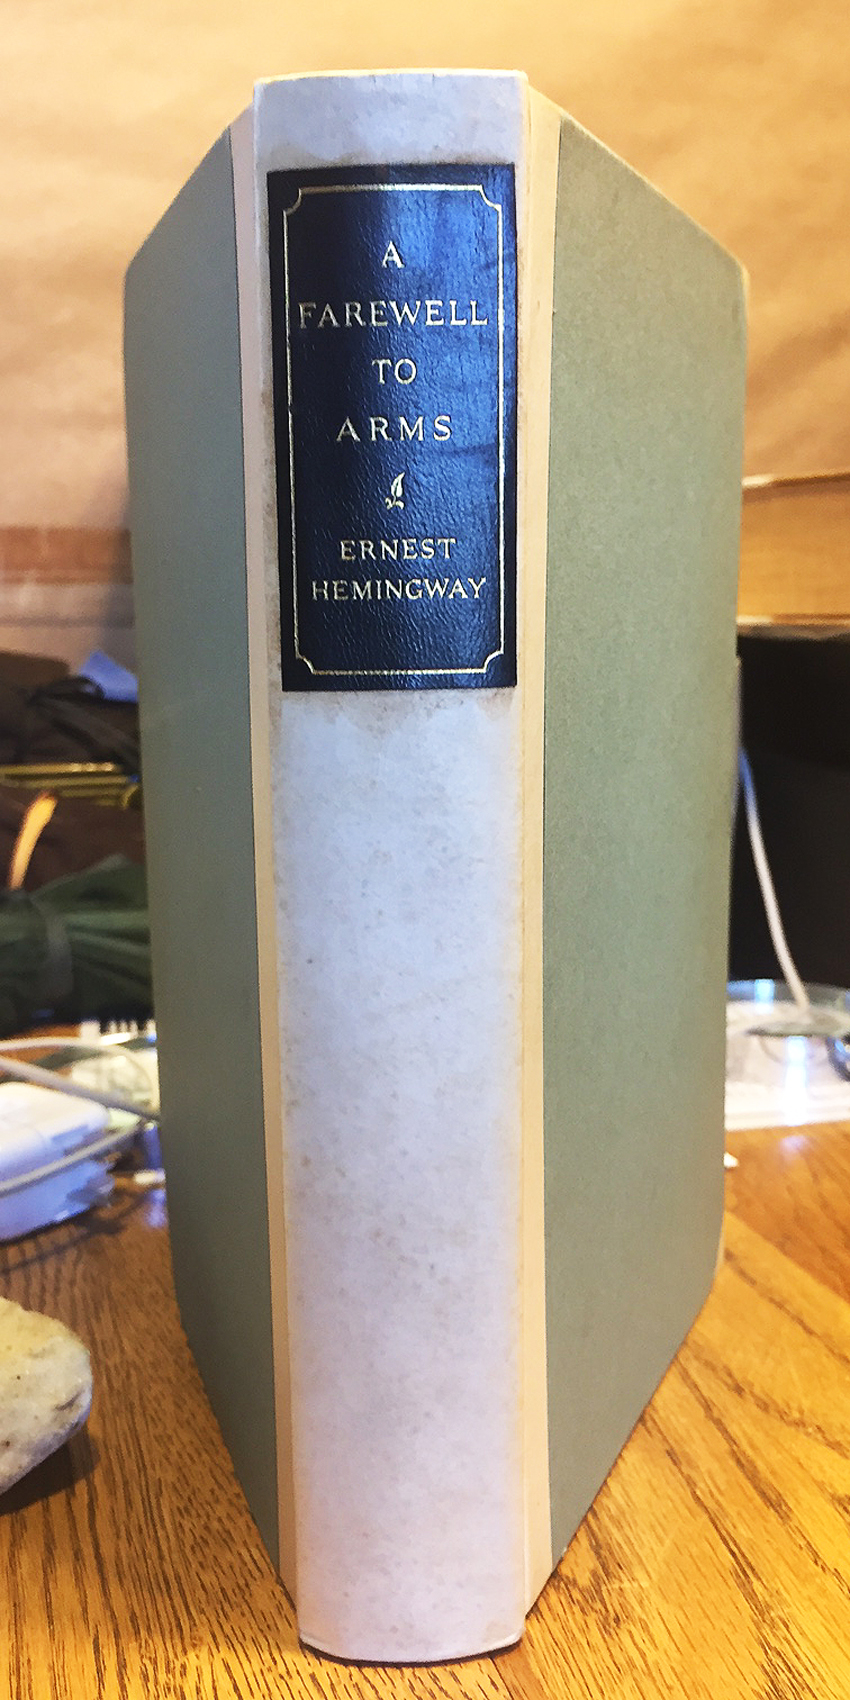 A
FAREWELL
TO
ARMS
ERNEST
HEMINGWAY